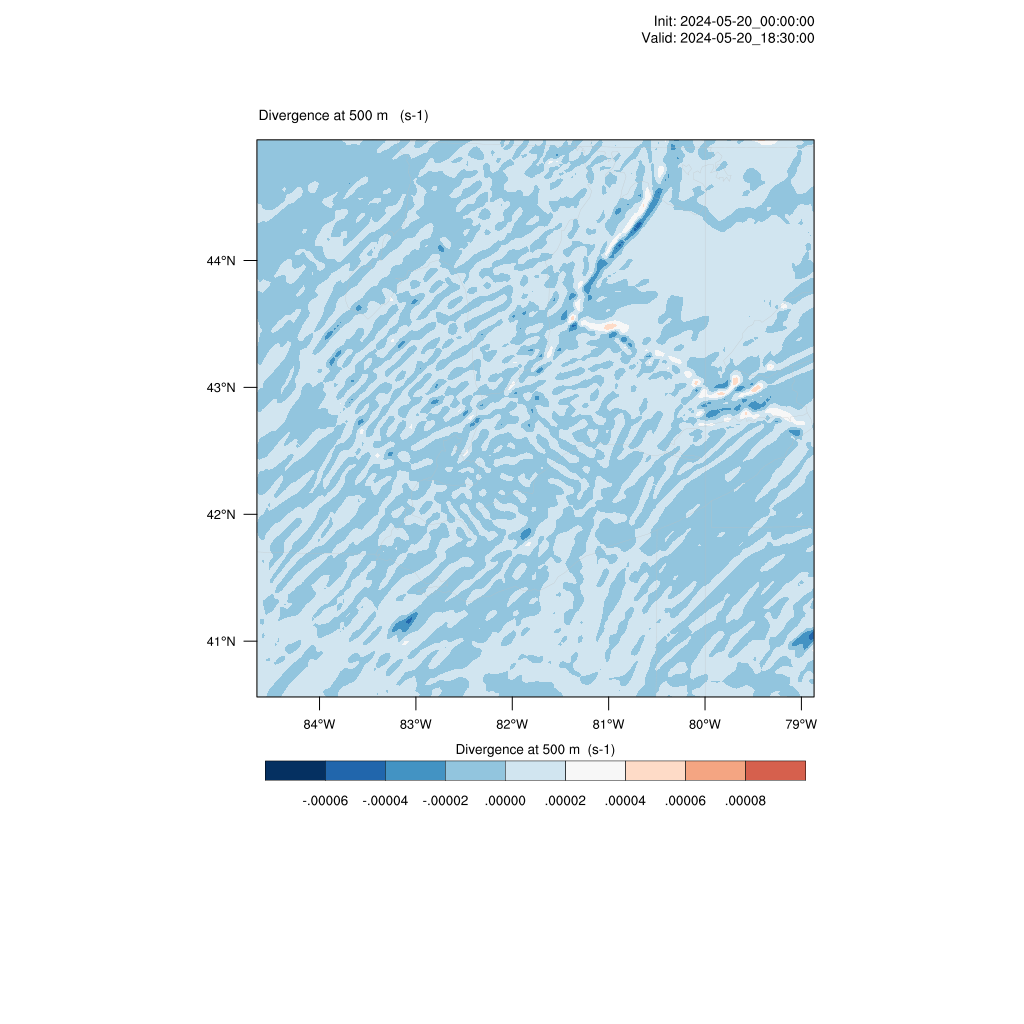 Init: 2024-05-20_00:00:00
Valid: 2024-05-20_18:30:00
Divergence at 500 m (s-1)
44°N
43°N
42°N
41°N
84°W 83°W 82°W 81°W 80°W 79°W
Divergence at 500 m (s-1)
-.00006 -.00004 -.00002 .00000 .00002 .00004 .00006 .00008